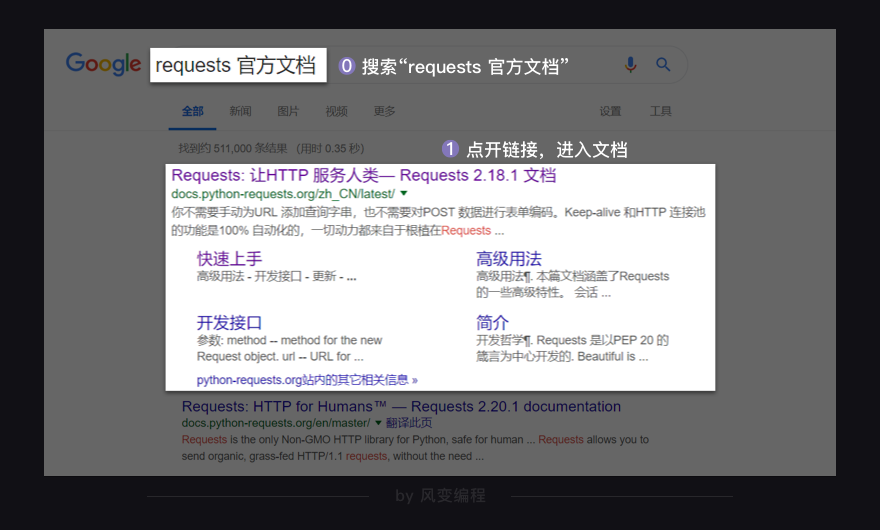 Google requests 官方文档 0 搜索“requests 官方文档”
全部 新闻 图片 视频 更多 设置 工具
找到约 511,000 条结果 （用时 0.35 秒）
1 点开链接，进入文档
Requests: 让HTTP 服务人类— Requests 2.18.1 文档
docs.python-requests.org/zh_CN/latest/
你不需要手动为URL 添加查询字串，也不需要对POST 数据进行表单编码。Keep-alive 和HTTP 连接池
的功能是100% 自动化的，一切动力都来自于根植在Requests ...
快速上手
高级用法 - 开发接口 - 更新 - ...
高级用法
高级用法¶. 本篇文档涵盖了Requests
的一些高级特性。 会话 ...
开发接口
参数: method -- method for the new
Request object. url -- URL for ...
简介
开发哲学¶. Requests 是以PEP 20 的
箴言为中心开发的. Beautiful is ...
python-requests.org站内的其它相关信息 »
Requests: HTTP for Humans™ — Requests 2.20.1 documentation
docs.python-requests.org/en/master/ 翻译此页
Requests is the only Non-GMO HTTP library for Python, safe for human ... Requests allows you to
send organic, grass-fed HTTP/1.1 requests, without the need ...
by 风变编程